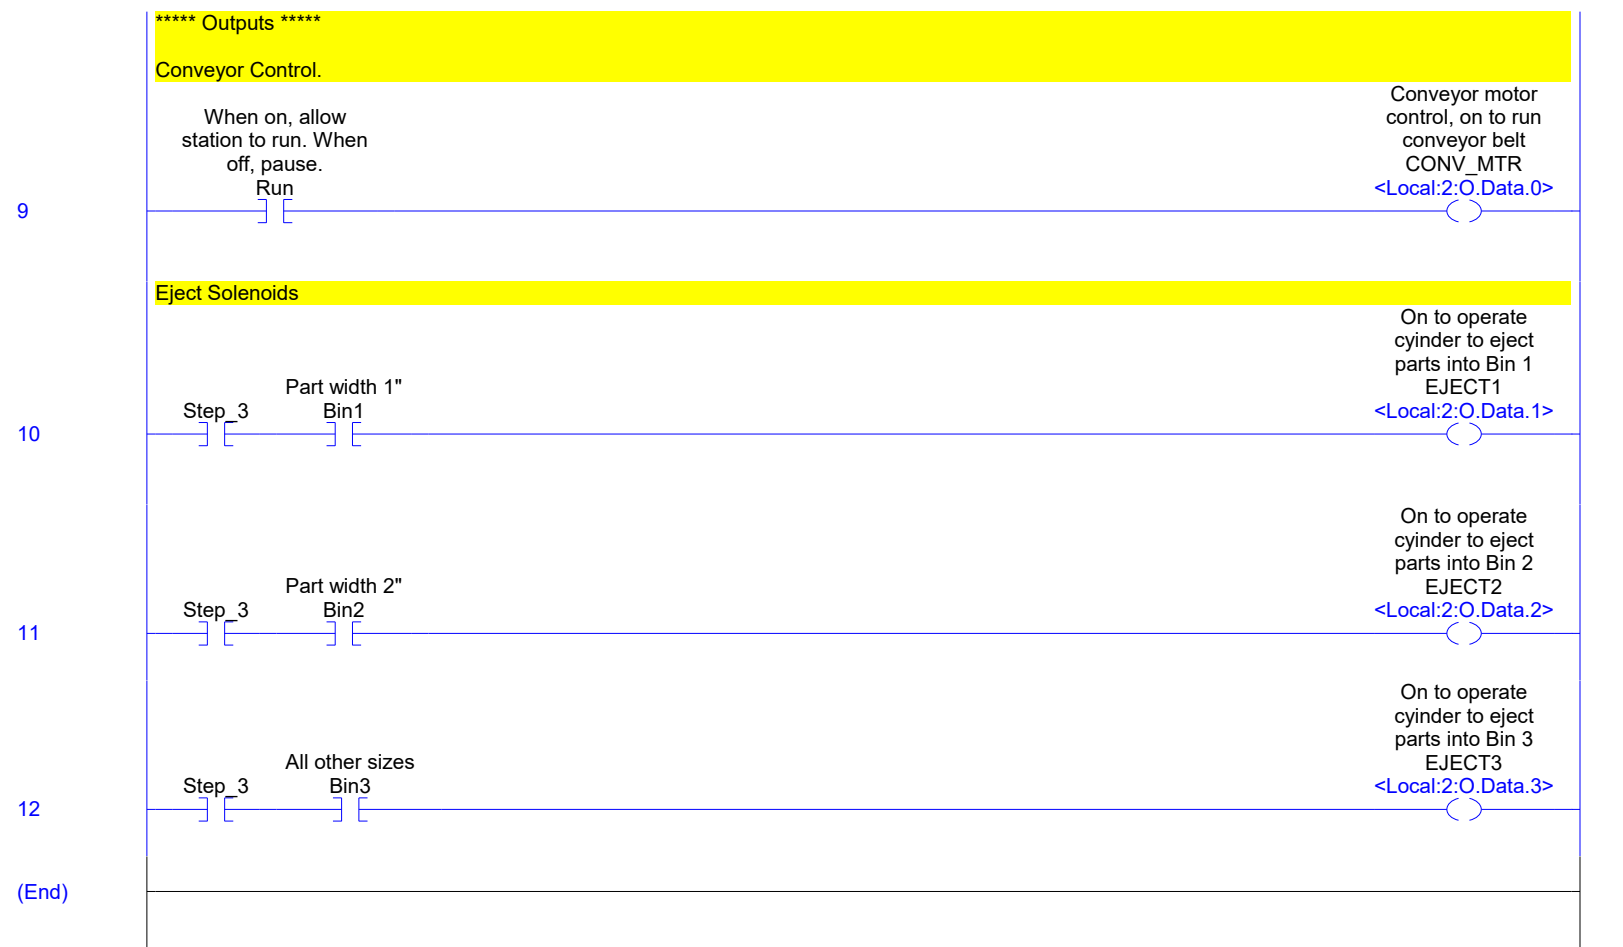 ***** Outputs *****
Conveyor Control.
When on, allow
station to run. When
off, pause.
Run
Conveyor motor
control, on to run
conveyor belt
CONV_MTR
<Local:2:O.Data.0>
9
Eject Solenoids
On to operate
cyinder to eject
parts into Bin 1
EJECT1
<Local:2:O.Data.1>
Part width 1"
Step_3
Bin1
10
On to operate
cyinder to eject
parts into Bin 2
EJECT2
<Local:2:O.Data.2>
Part width 2"
Step_3
Bin2
11
On to operate
cyinder to eject
parts into Bin 3
EJECT3
<Local:2:O.Data.3>
All other sizes
Step_3
Bin3
12
(End)